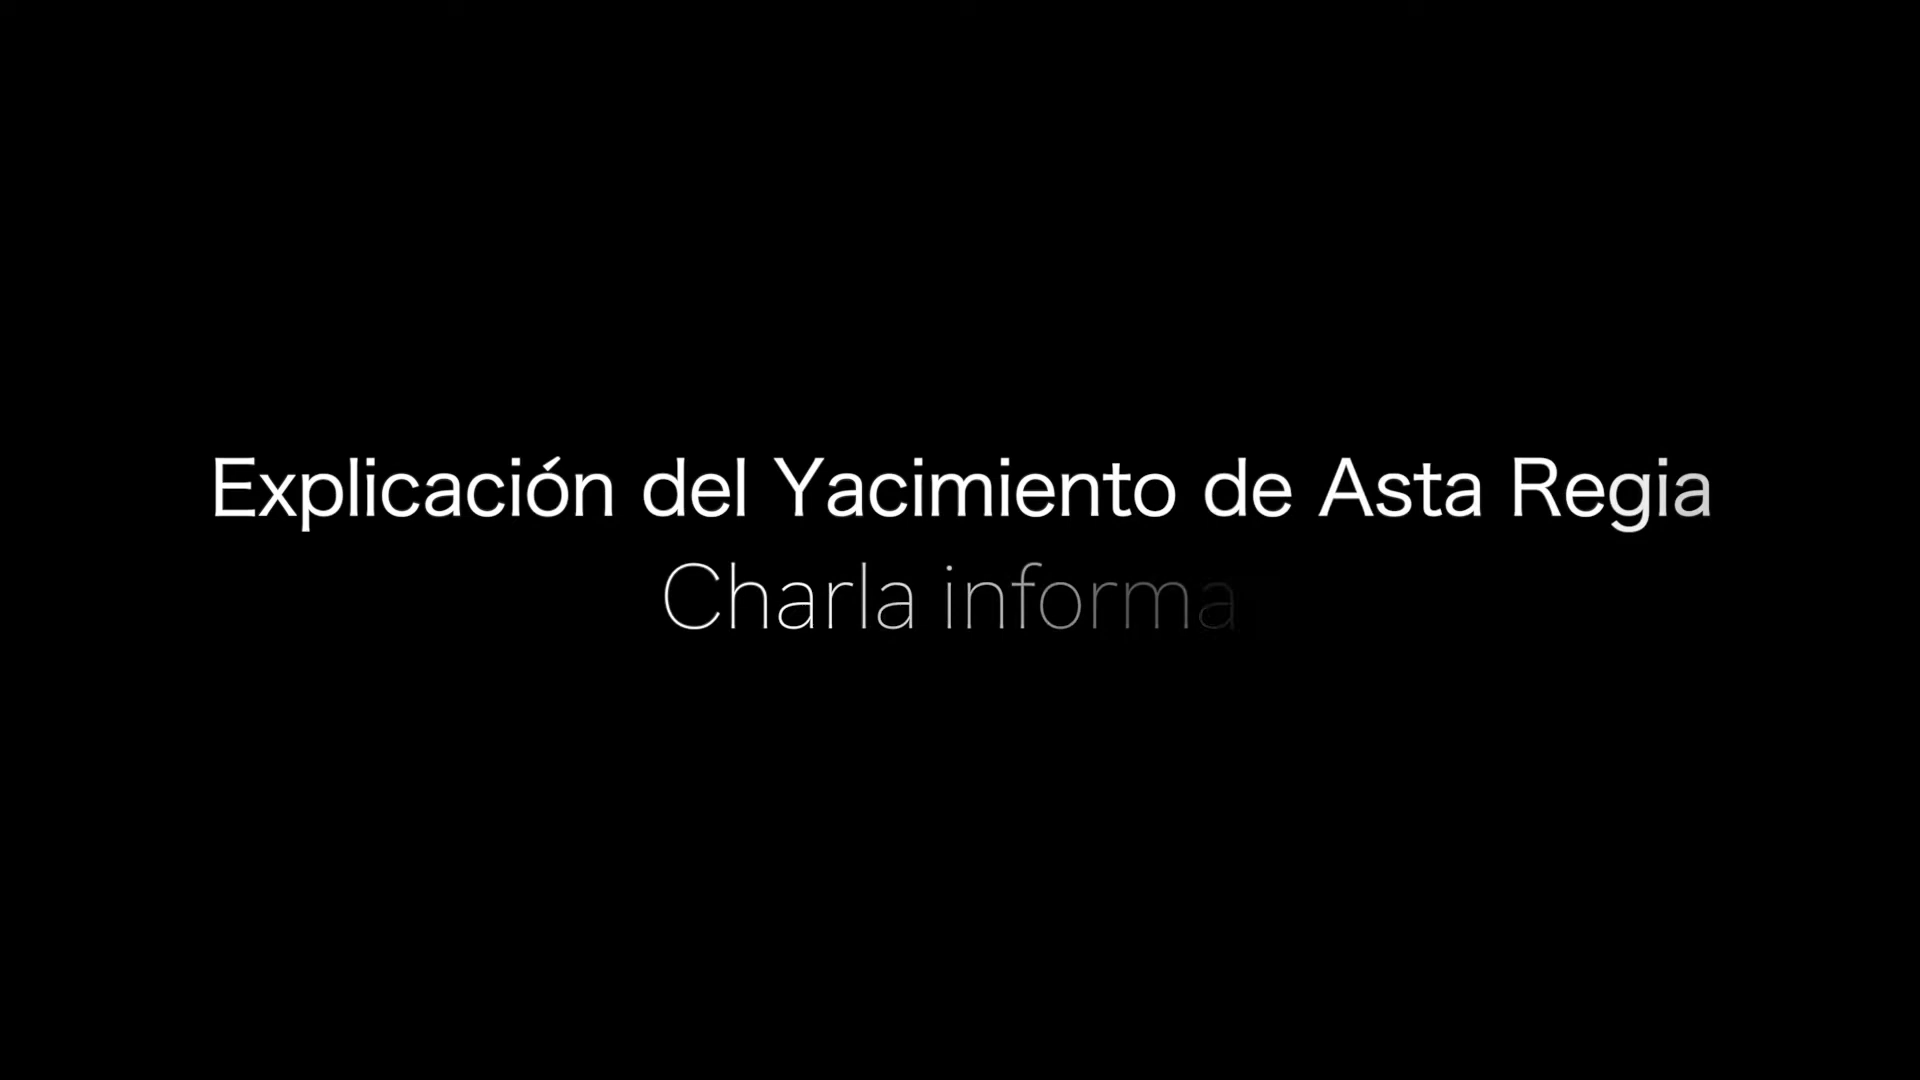 Explicación del Yacimiento de Asta Regia
Charla informa